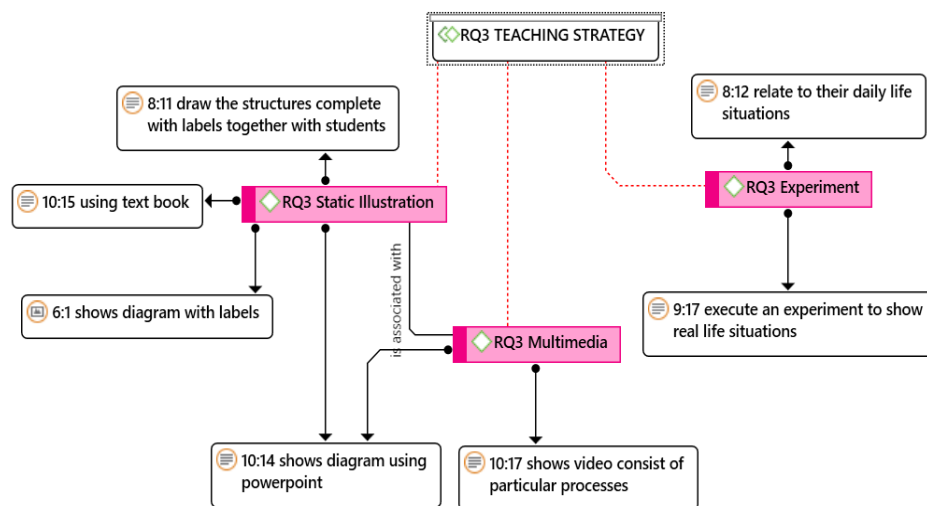 RQ3 TEACHING STRATEGY
8:11 draw the structures complete
with labels together with students
8:12 relate to their daily life
situations
10:15 using text book
RQ3 Static Illustration
RQ3 Experiment
6:1 shows diagram with labels
is associated with
9:17 execute an experiment to show
real life situations
RQ3 Multimedia
10:14 shows diagram using
powerpoint
10:17 shows video consist of
particular processes